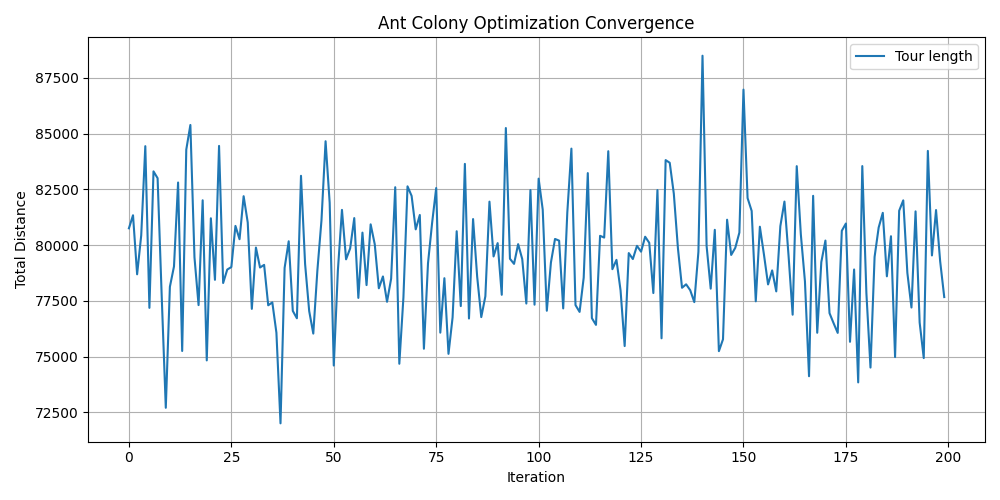 Ant Colony Optimization Convergence
Tour length
Total Distance
87500
85000
82500
80000
77500
75000
72500
0 25 50 75 100 125 150 175 200
Iteration